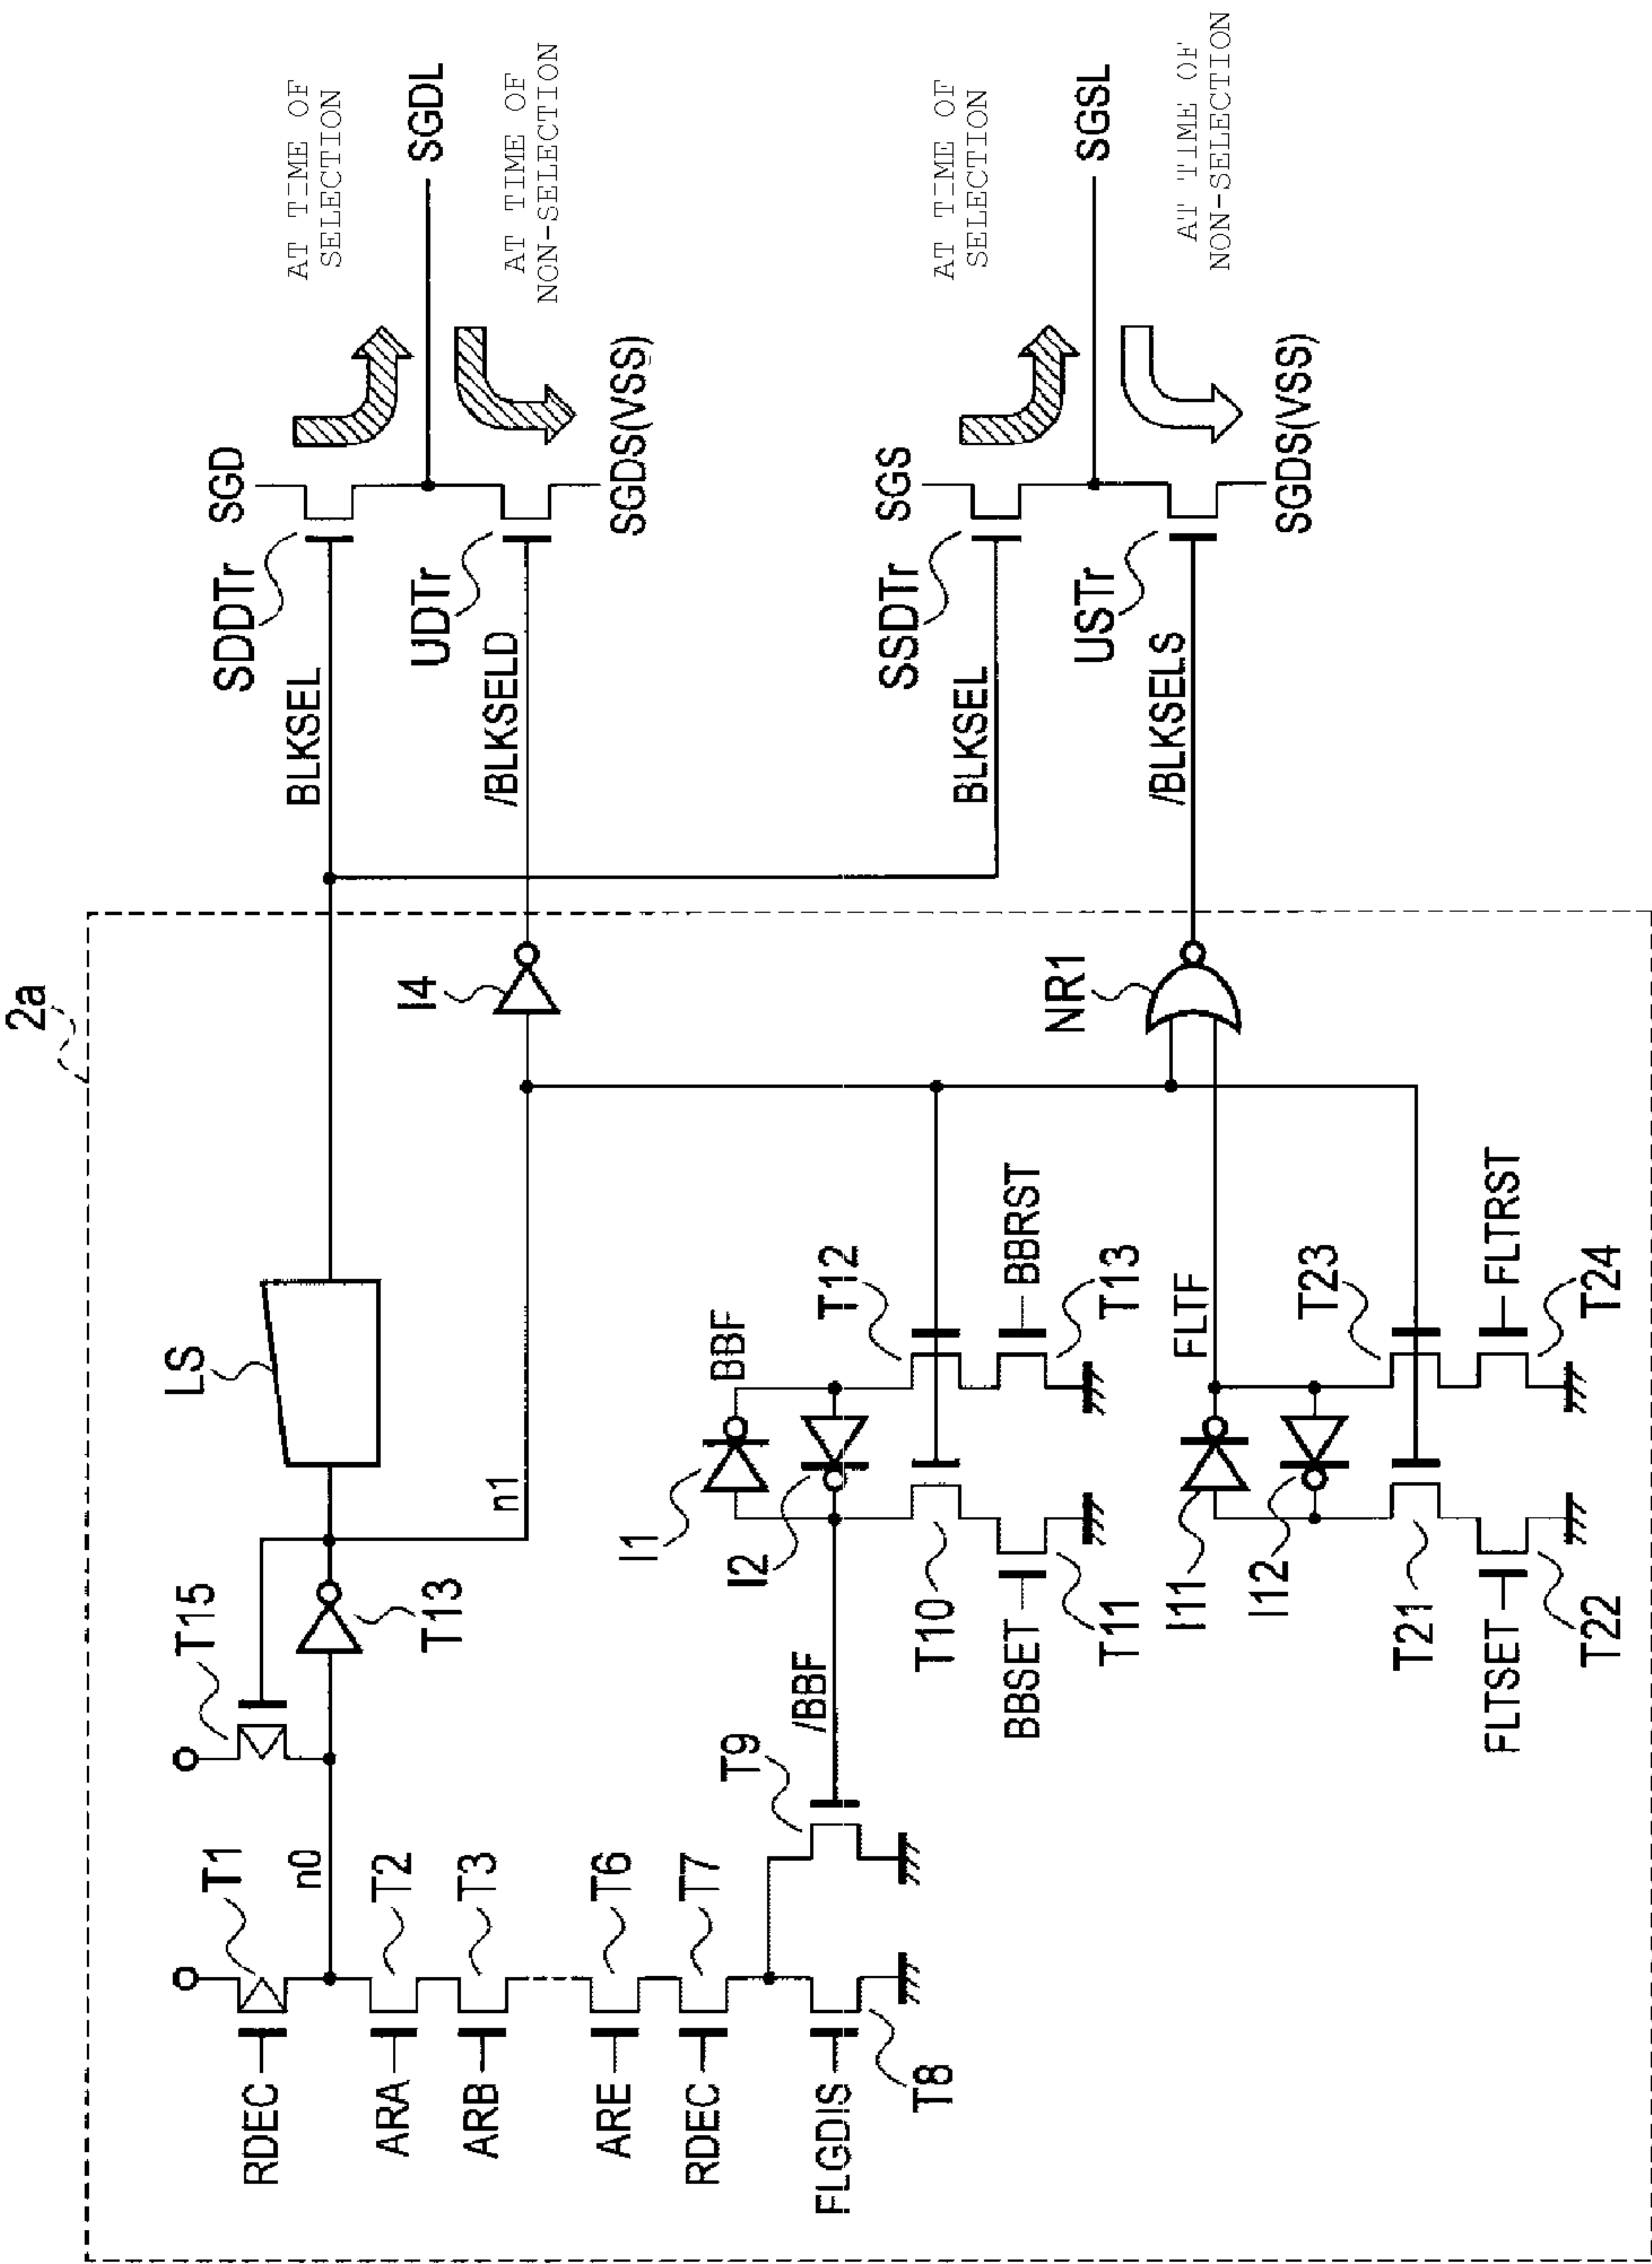 2a
LS
T15
T13
T1
n0
n1
RDEC
ARA
T2
ARB
T3
ARE
T6
RDEC
T7
FLGDIS
T8
T9
/BBF
I1
I2
BBF
T10
T12
BBSET
T11
BBRST
T13
I11
I12
FLTF
T21
T23
FLTSET
T22
FLTRST
T24
I4
NR1
BLKSEL
SDDTr
SGD
AT TIME OF
SELECTION
SGDL
/BLKSELD
UDTr
SGDS(VSS)
AT TIME OF
NON-SELECTION
BLKSEL
SSDTr
SGS
AT TIME OF
SELECTION
SGSL
/BLKSELS
USTr
SGDS(VSS)
AT TIME OF
NON-SELECTION